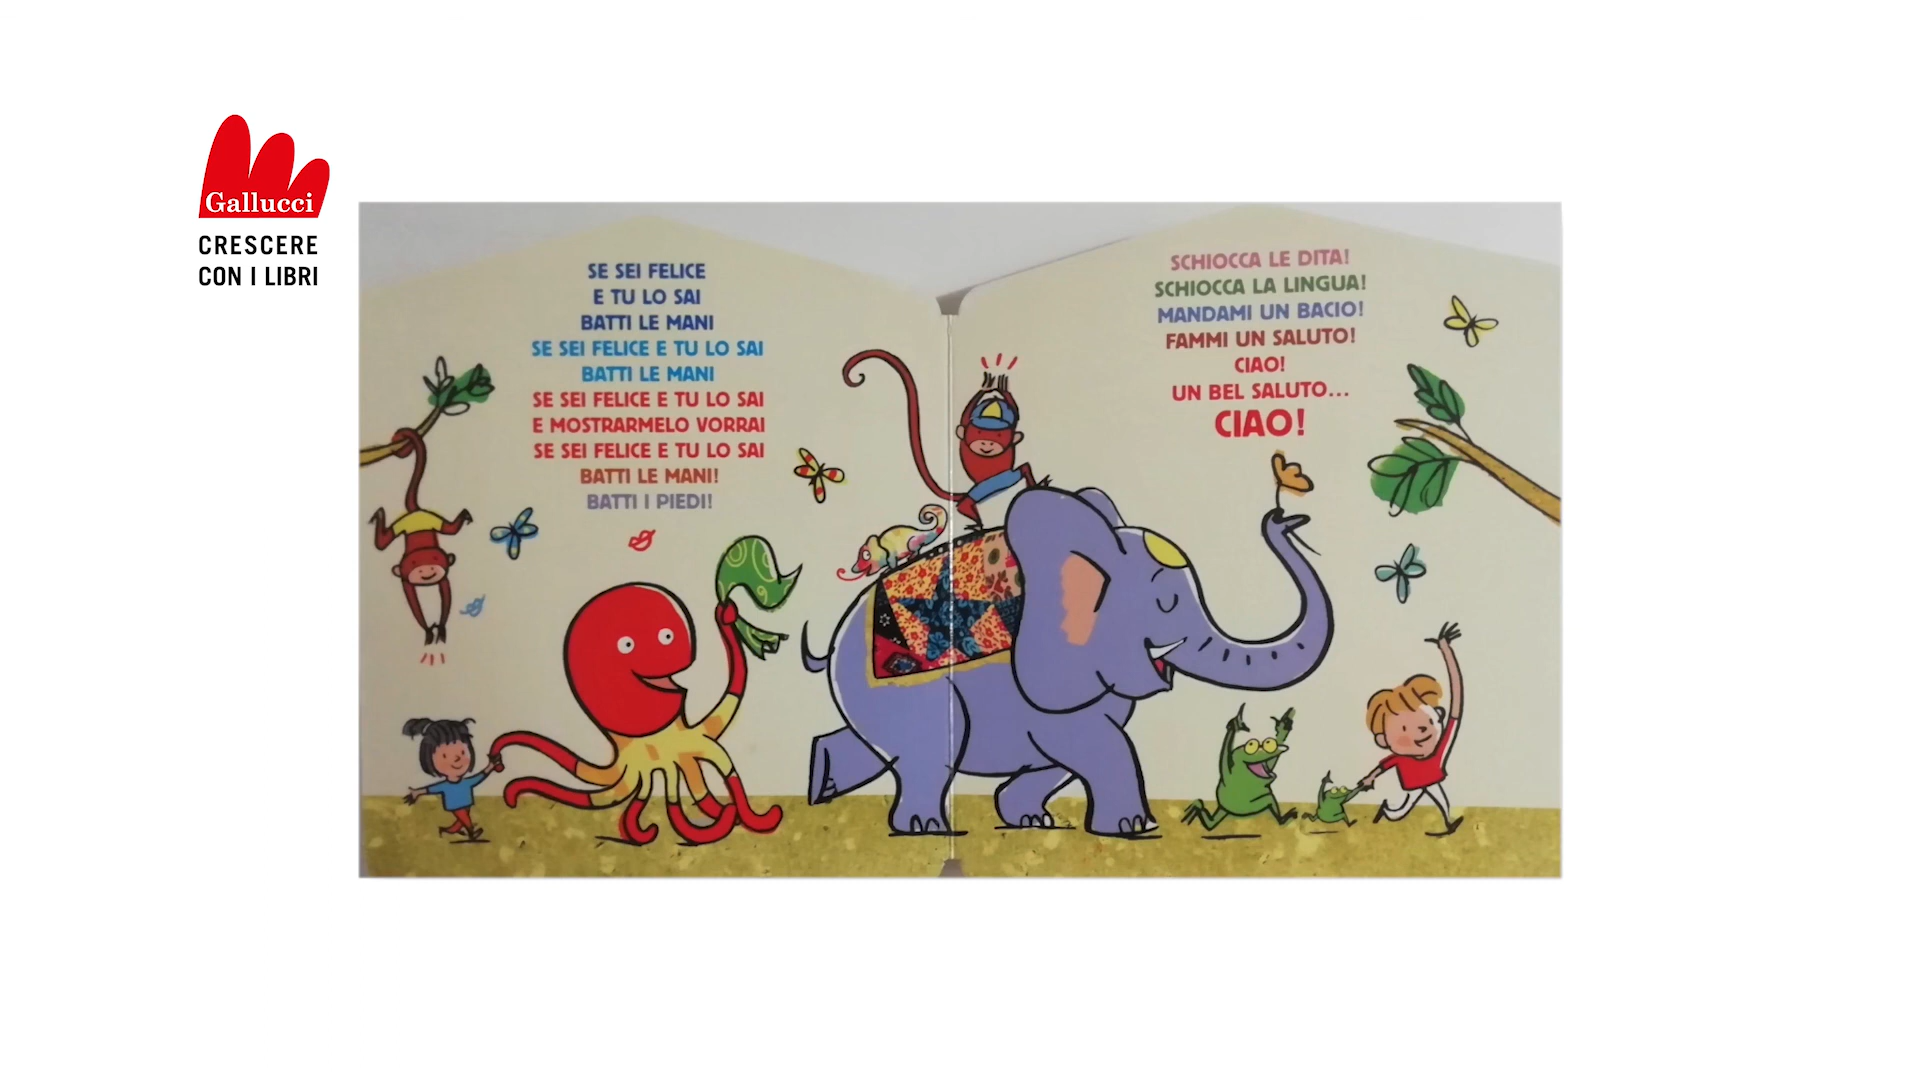 Gallucci
CRESCERE
CON I LIBRI
SE SEI FELICE
E TU LO SAI
BATTI LE MANI
SE SEI FELICE E TU LO SAI
BATTI LE MANI
SE SEI FELICE E TU LO SAI
E MOSTRARMELO VORRAI
SE SEI FELICE E TU LO SAI
BATTI LE MANI!
BATTI I PIEDI!
SCHIOCCA LE DITA!
SCHIOCCA LA LINGUA!
MANDAMI UN BACIO!
FAMMI UN SALUTO!
CIAO!
UN BEL SALUTO...
CIAO!